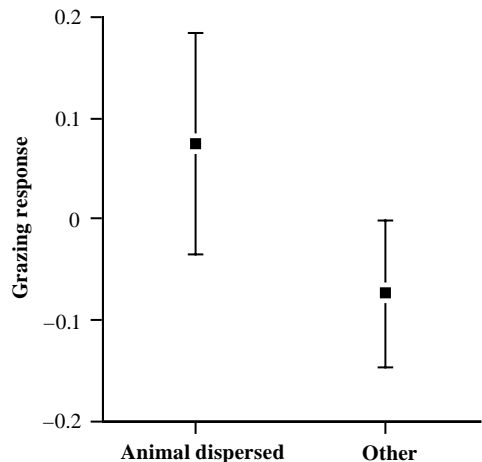 0.2
0.1
0
–0.1
–0.2
Grazing response
Animal dispersed
Other